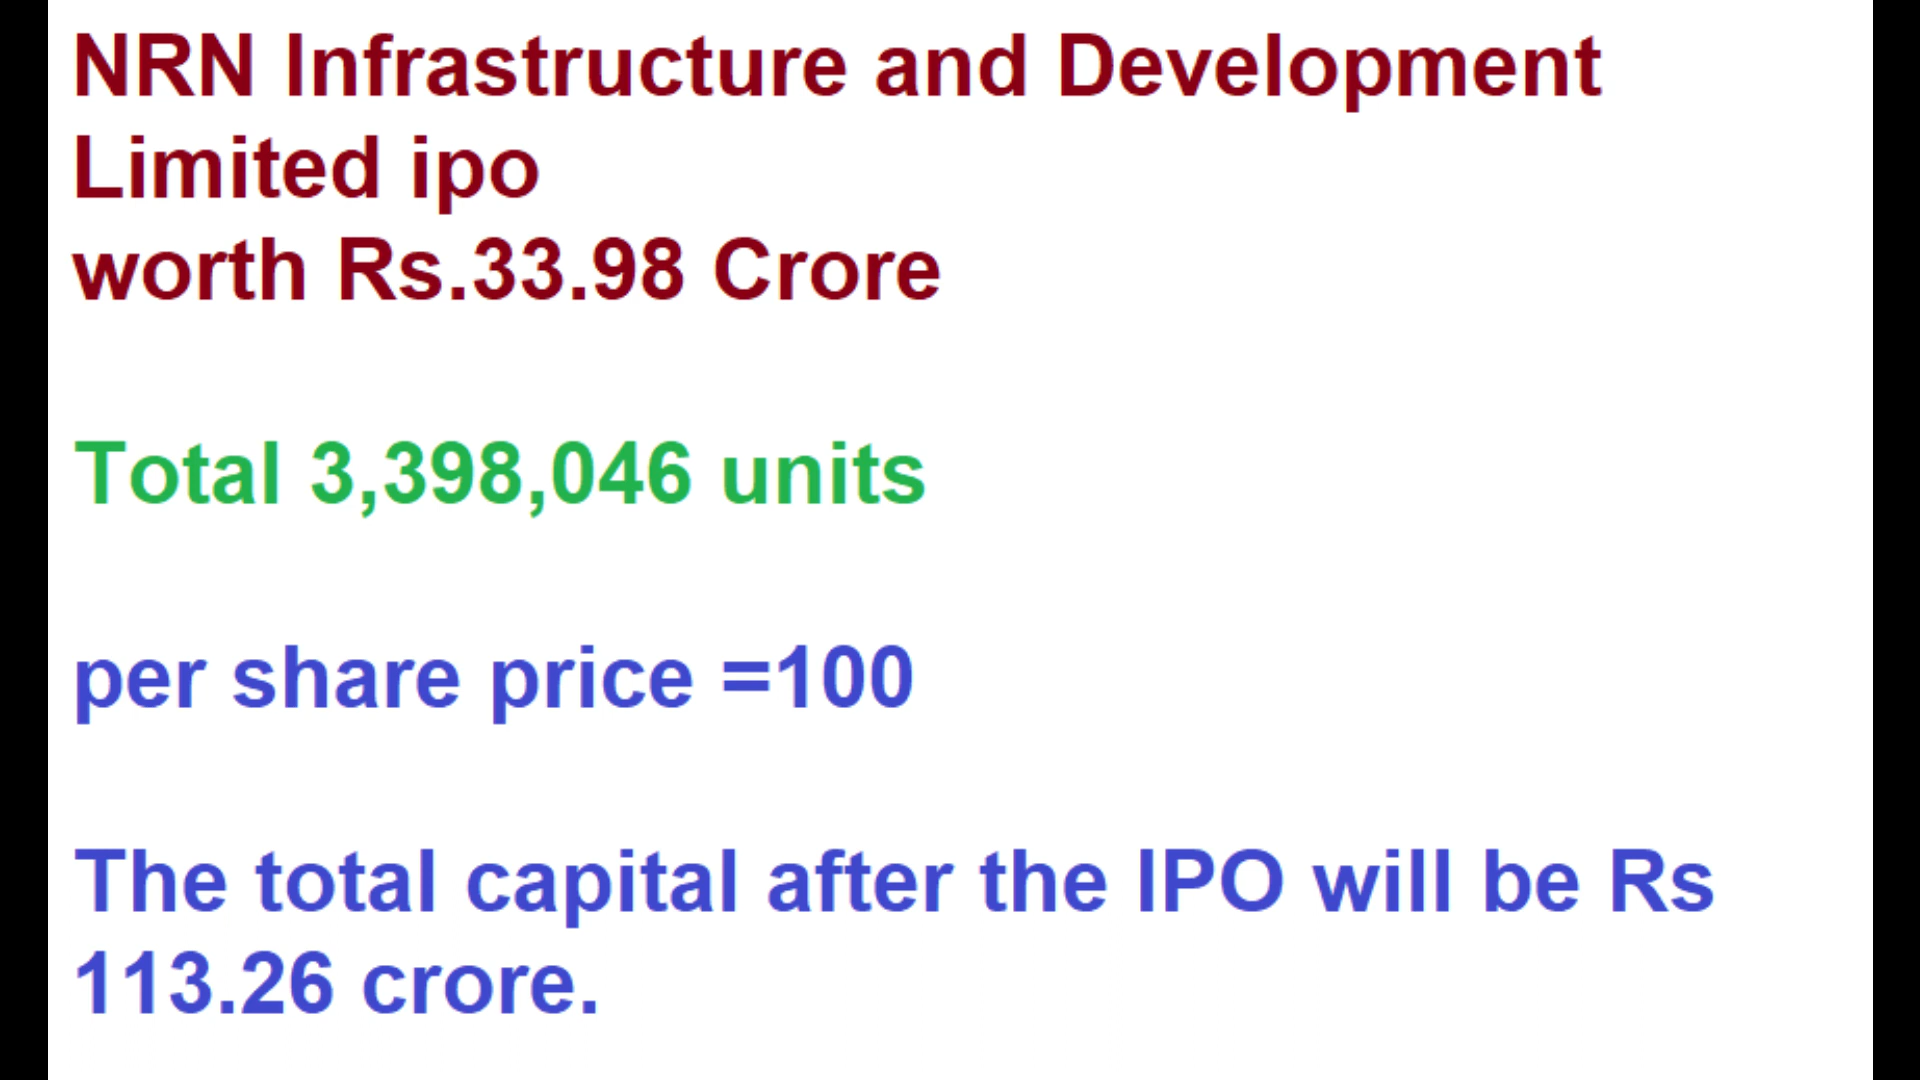 NRN Infrastructure and Development
Limited ipo
worth Rs.33.98 Crore
Total 3,398,046 units
per share price =100
The total capital after the IPO will be Rs
113.26 crore.